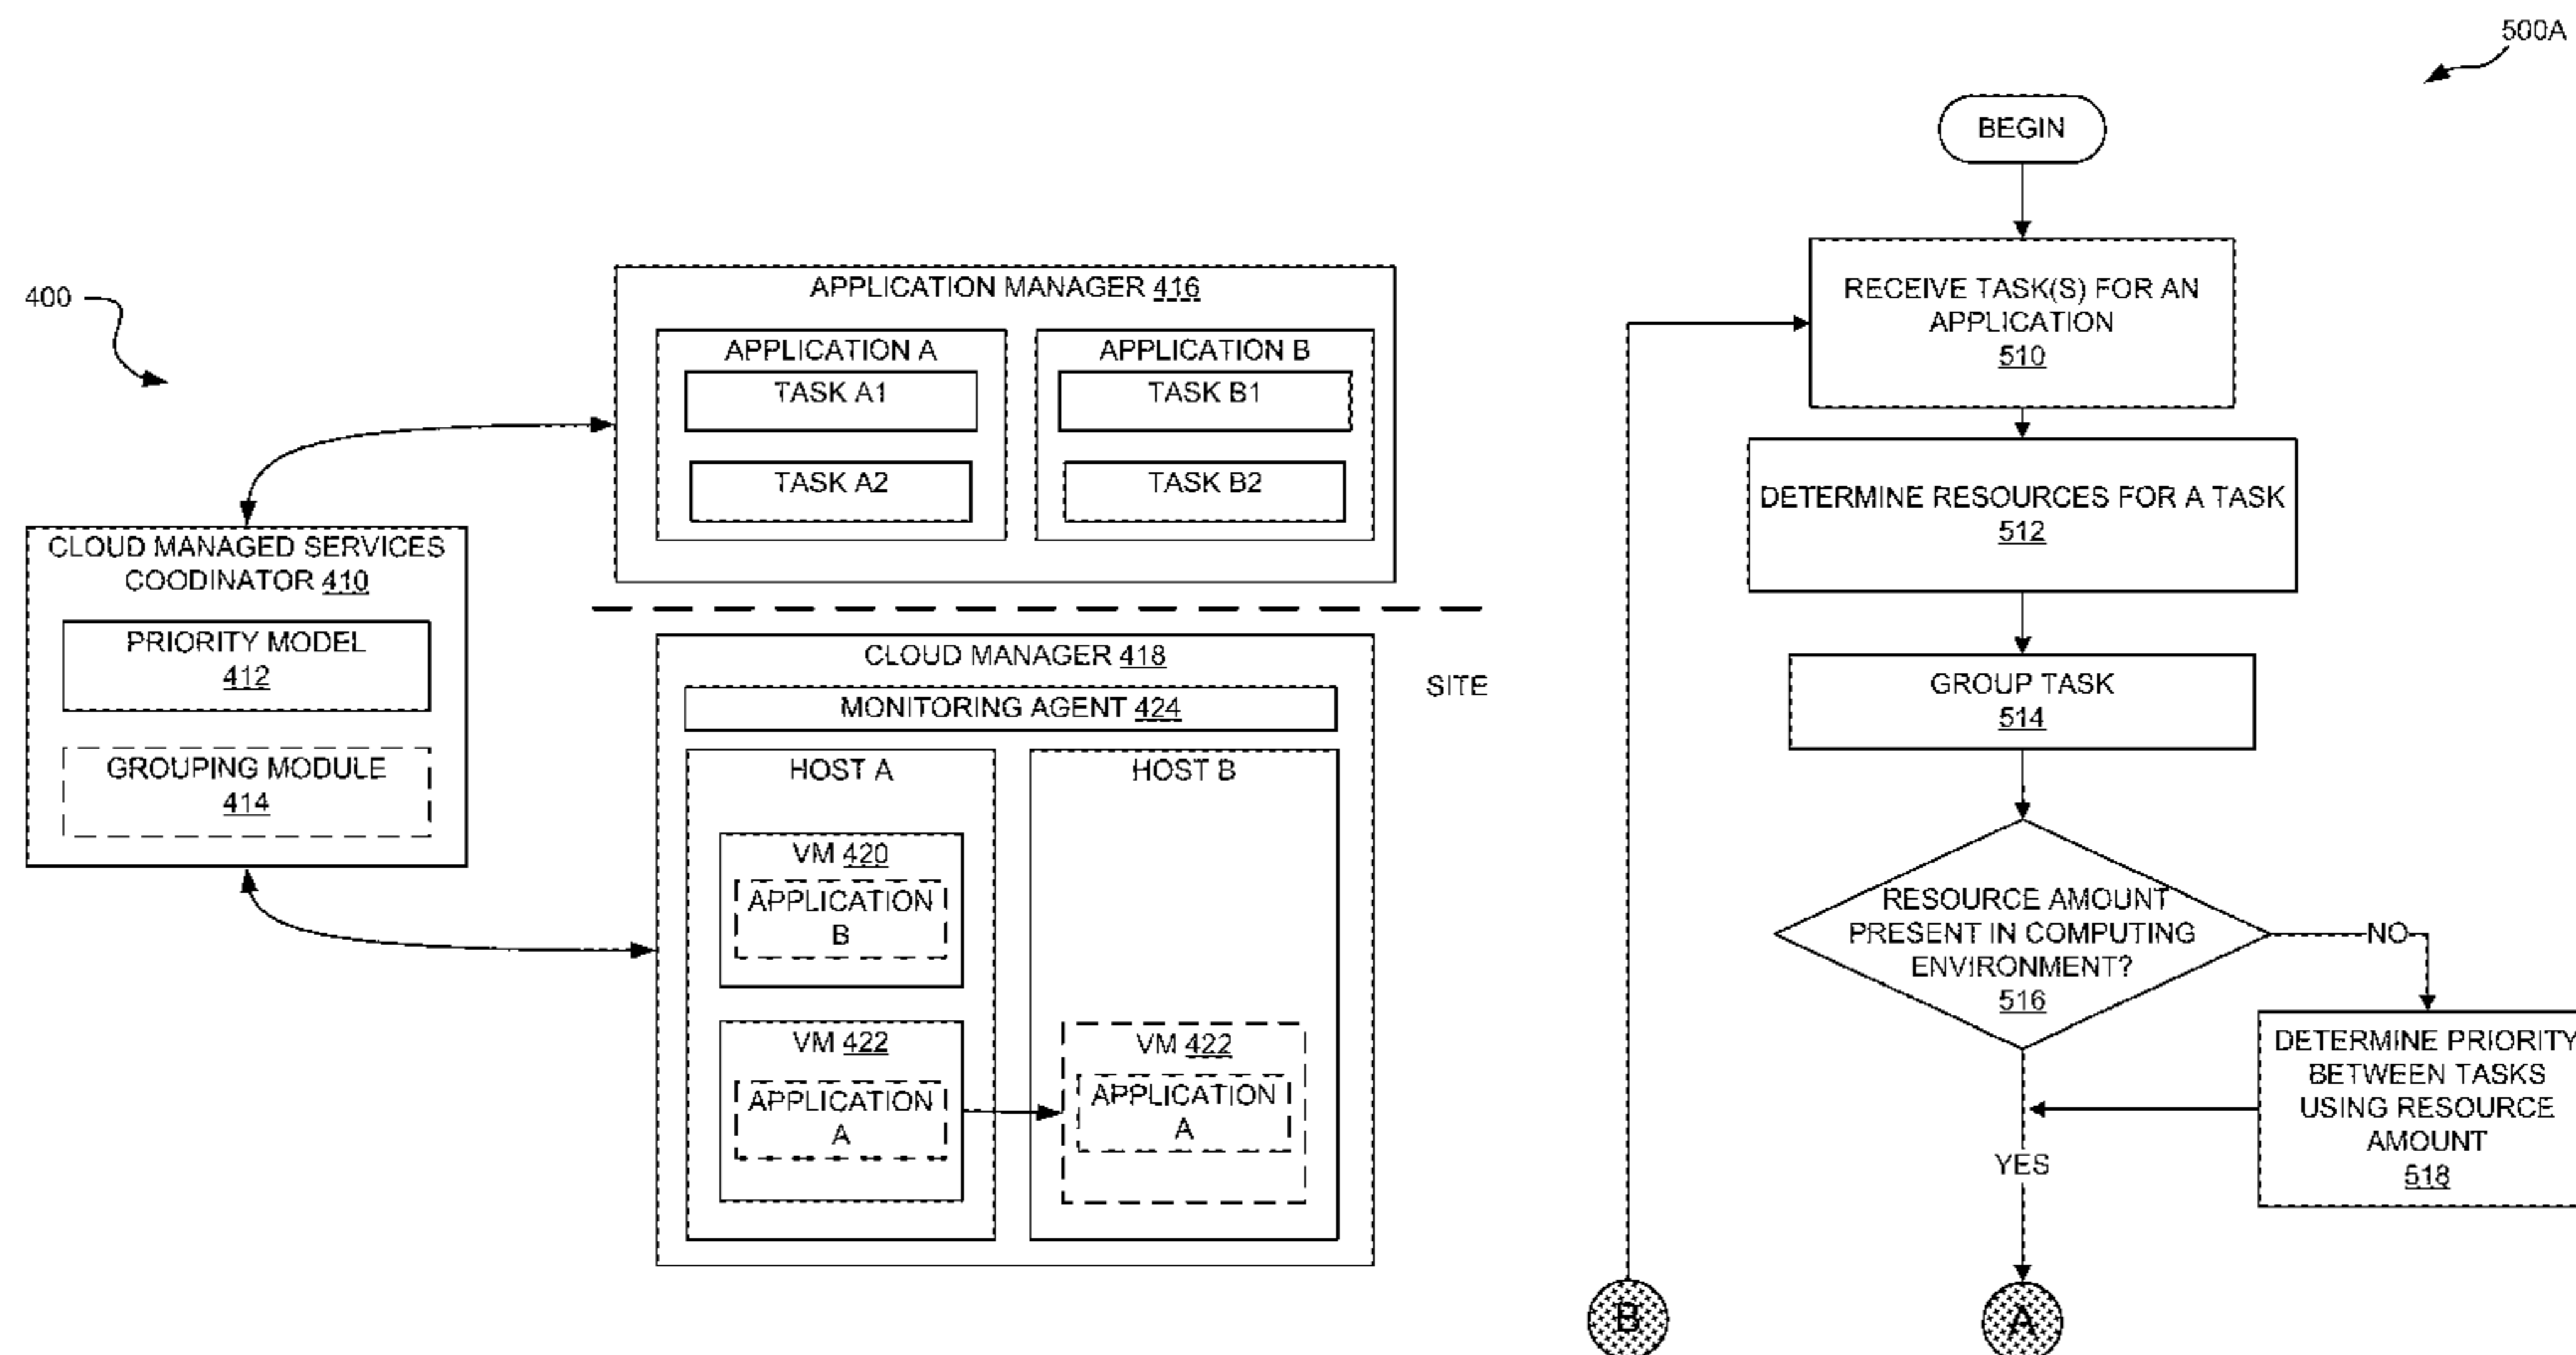 400
APPLICATION MANAGER 416
APPLICATION A
TASK A1
TASK A2
APPLICATION B
TASK B1
TASK B2
CLOUD MANAGED SERVICES
COODINATOR 410
PRIORITY MODEL
412
GROUPING MODULE
414
SITE
CLOUD MANAGER 418
MONITORING AGENT 424
HOST A
VM 420
APPLICATION
B
VM 422
APPLICATION
A
HOST B
VM 422
APPLICATION
A
500A
BEGIN
RECEIVE TASK(S) FOR AN
APPLICATION
510
DETERMINE RESOURCES FOR A TASK
512
GROUP TASK
514
RESOURCE AMOUNT
PRESENT IN COMPUTING
ENVIRONMENT?
516
NO
DETERMINE PRIORITY
BETWEEN TASKS
USING RESOURCE
AMOUNT
518
YES
B
A